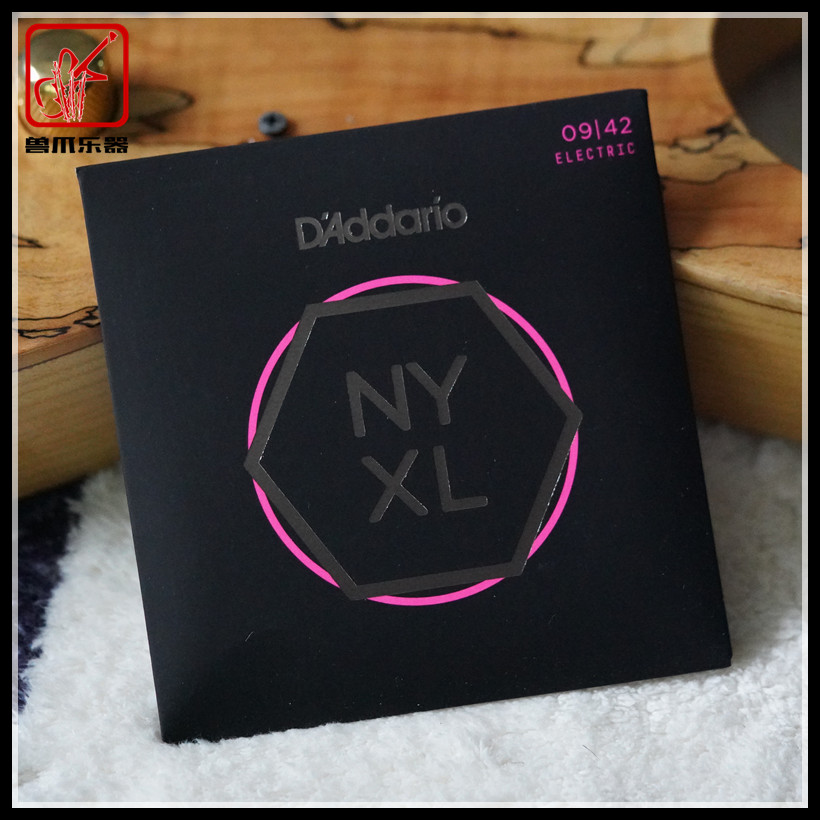 兽爪乐器
09|42
ELECTRIC
D'Addario
NY
XL